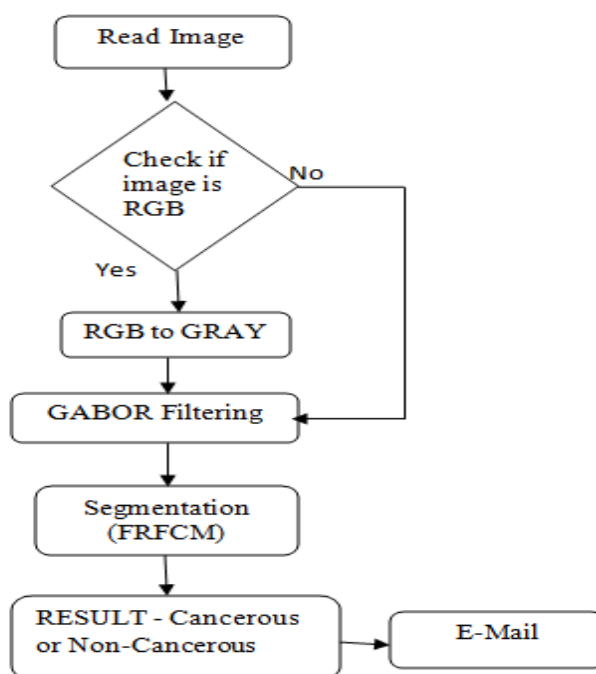 Read Image
Check if
image is
RGB
No
Yes
RGB to GRAY
GABOR Filtering
Segmentation
(FRFCM)
RESULT - Cancerous
or Non-Cancerous
E-Mail